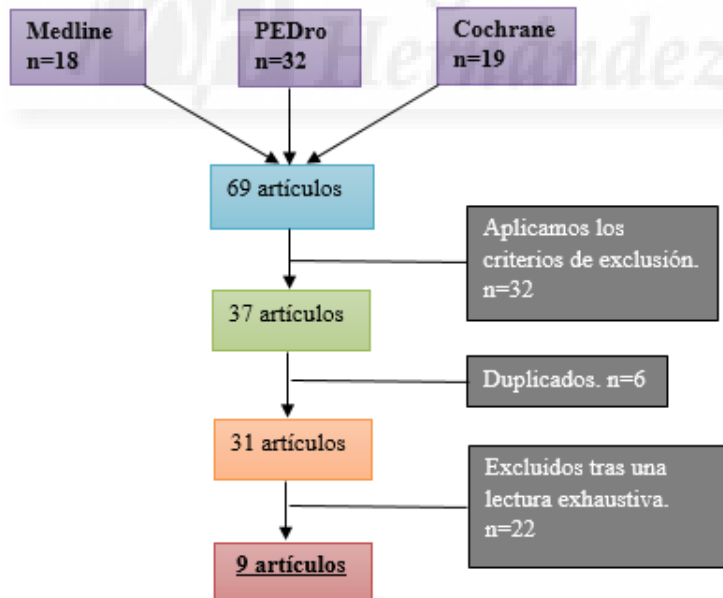 Medline
n=18
PEDro
n=32
Cochrane
n=19
Hernández
69 artículos
Aplicamos los
criterios de exclusión.
n=32
37 artículos
Duplicados. n=6
31 artículos
Excluidos tras una
lectura exhaustiva.
n=22
9 artículos